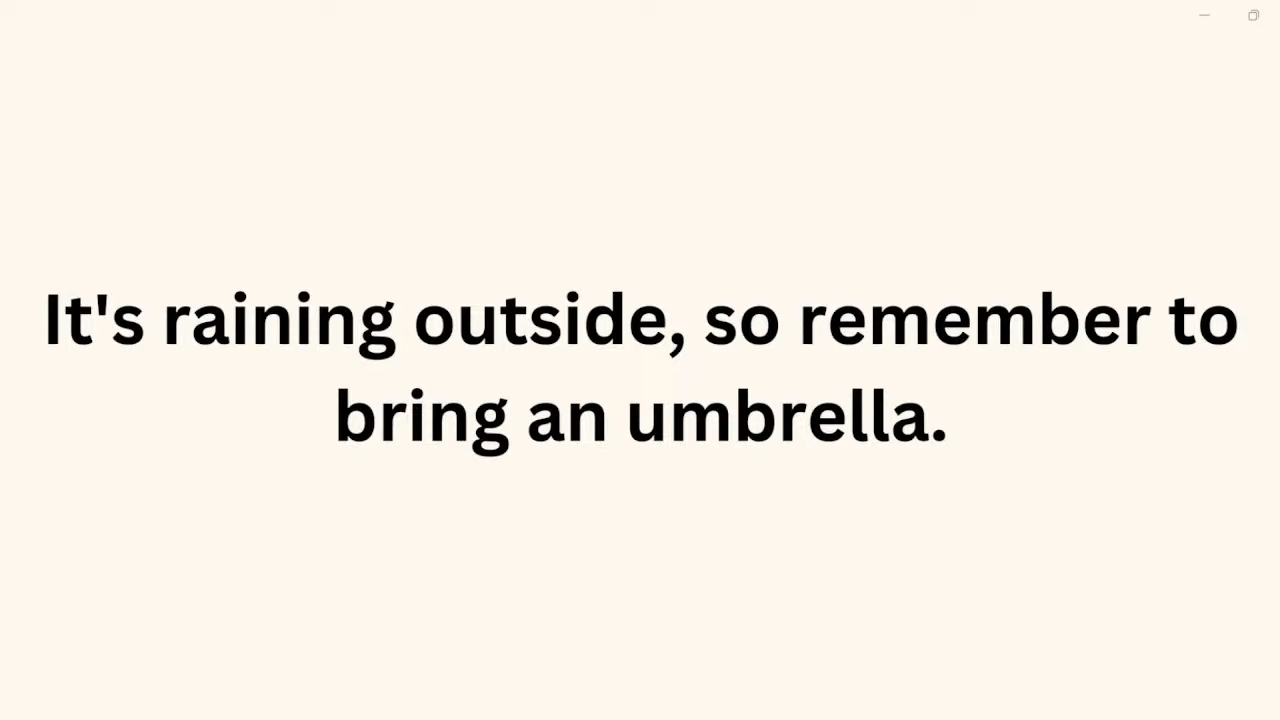 It's raining outside, so remember to
bring an umbrella.